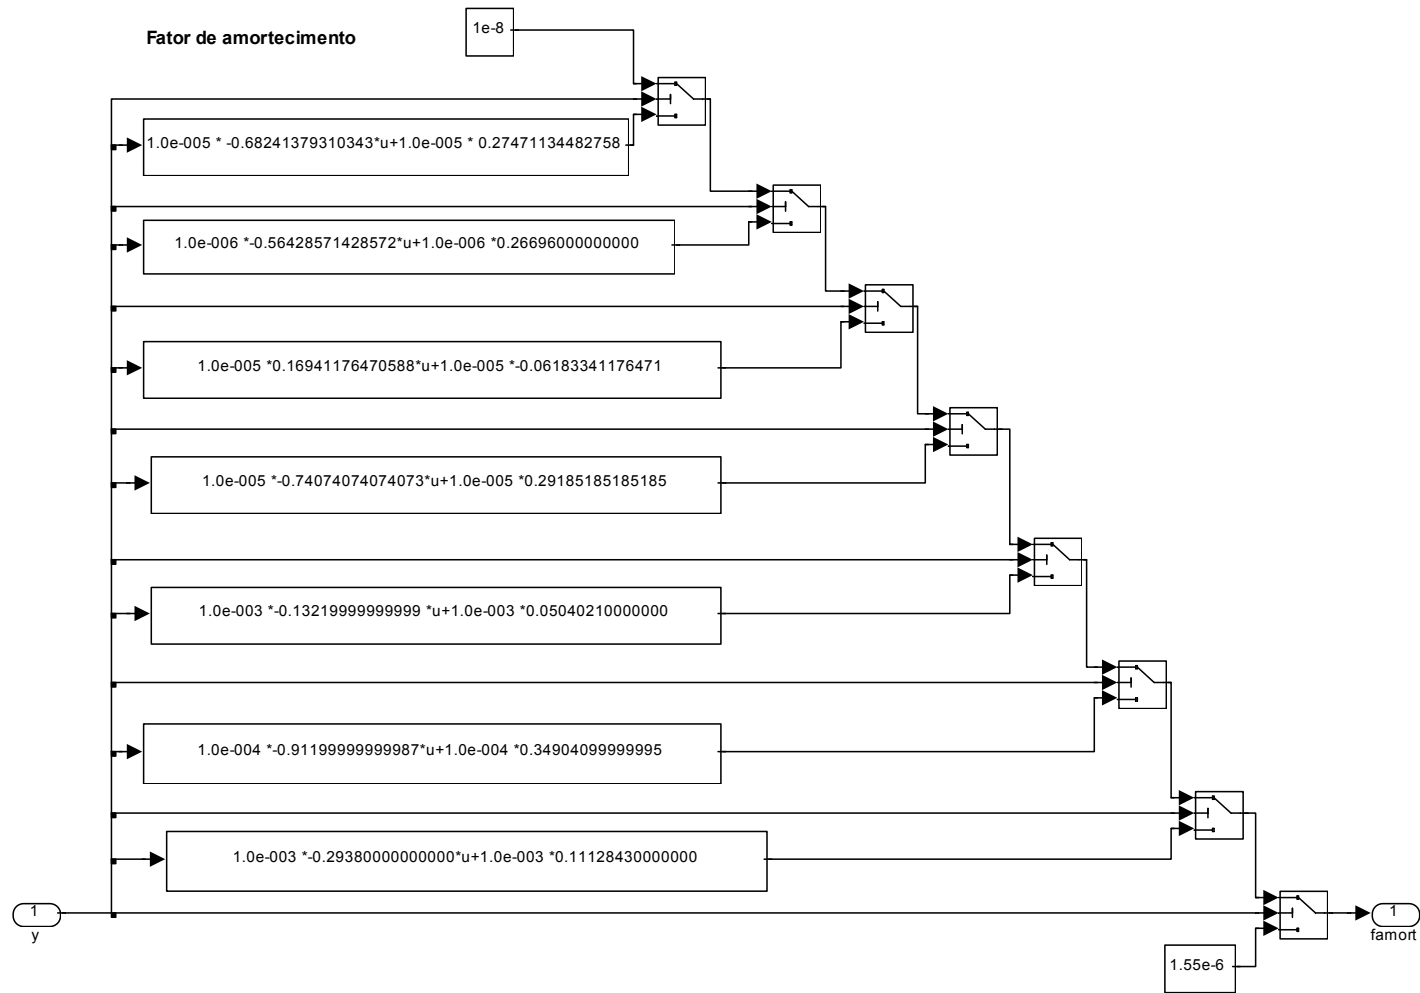 1e-8
Fator de amortecimento
1.0e-005 * -0.68241379310343*u+1.0e-005 * 0.27471134482758
1.0e-006 *-0.56428571428572*u+1.0e-006 *0.26696000000000
1.0e-005 *0.16941176470588*u+1.0e-005 *-0.06183341176471
1.0e-005 *-0.74074074074073*u+1.0e-005 *0.29185185185185
1.0e-003 *-0.13219999999999 *u+1.0e-003 *0.05040210000000
1.0e-004 *-0.91199999999987*u+1.0e-004 *0.34904099999995
1.0e-003 *-0.29380000000000*u+1.0e-003 *0.11128430000000
1
y
1
famort
1.55e-6